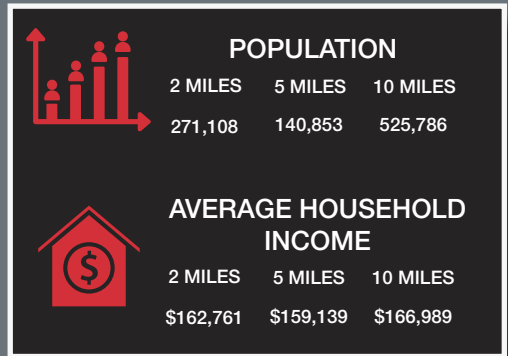 POPULATION
2 MILES 5 MILES 10 MILES
271,108 140,853 525,786
AVERAGE HOUSEHOLD
INCOME
2 MILES 5 MILES 10 MILES
$162,761 $159,139 $166,989
$